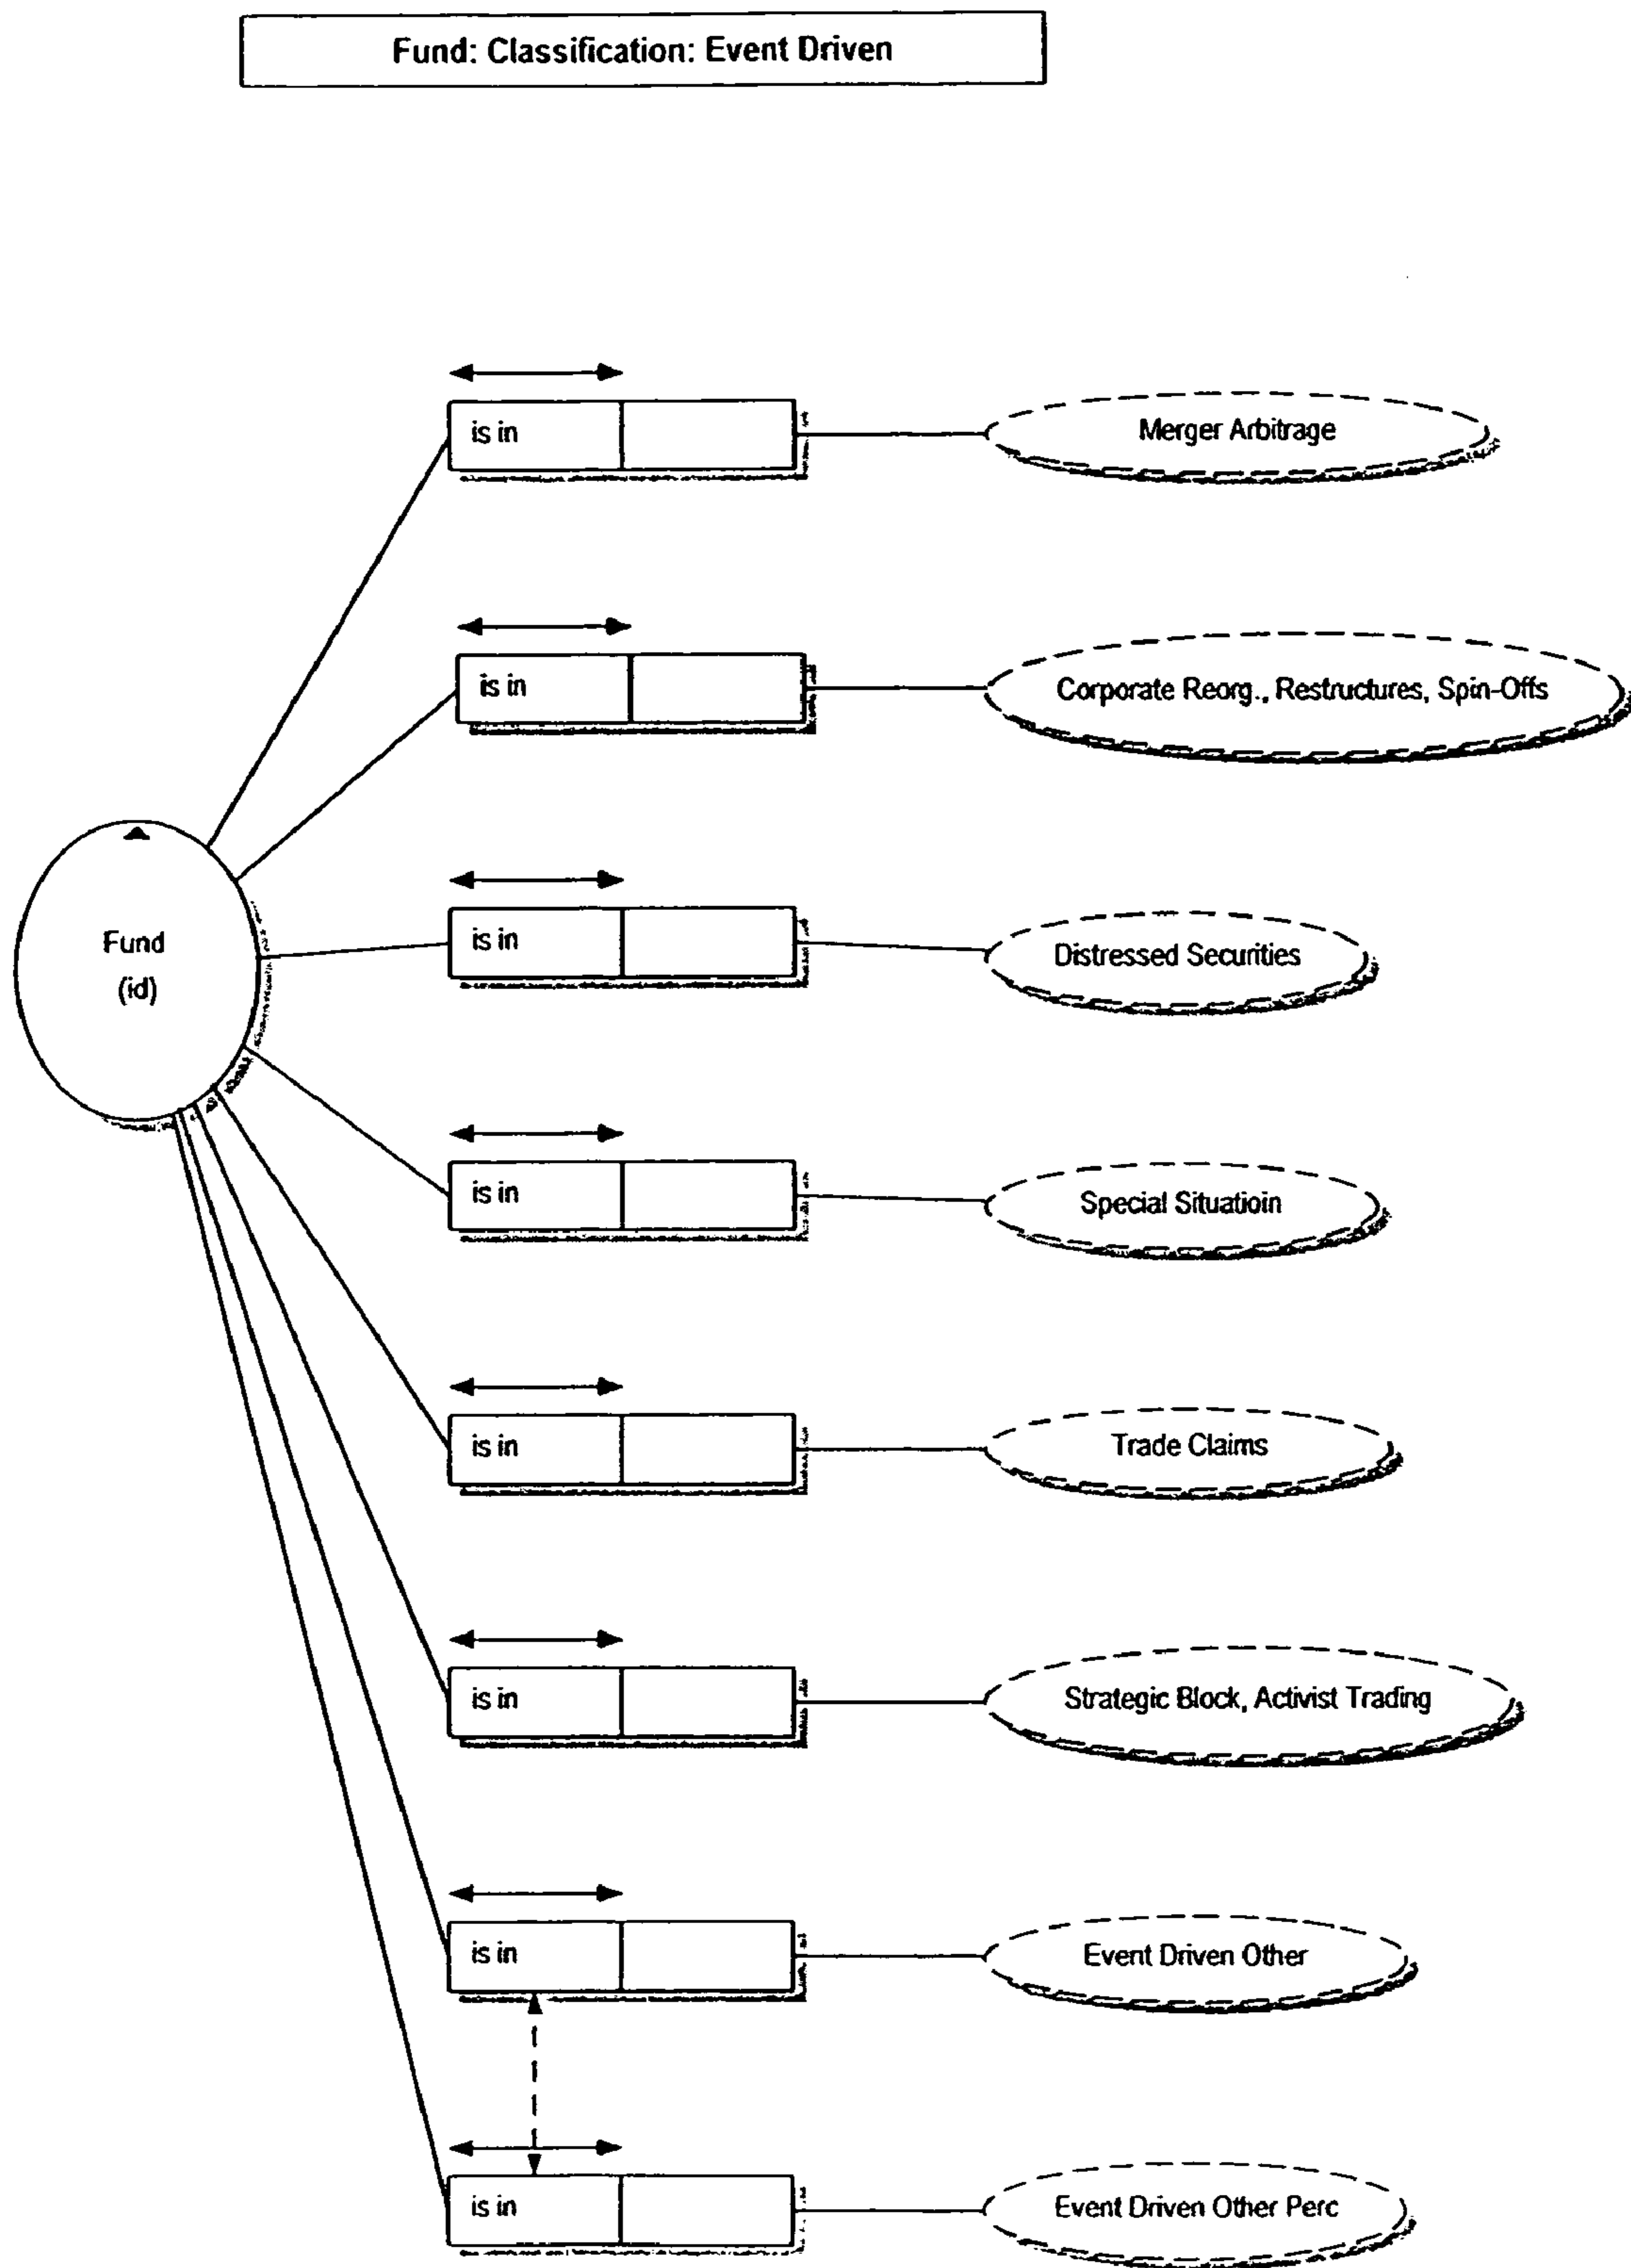 Fund: Classification: Event Driven
is in
Merger Arbitrage
is in
Corporate Reorg., Restructures, Spin-Offs
Fund
(id)
is in
Distressed Securities
is in
Special Situatioin
is in
Trade Claims
is in
Strategic Block, Activist Trading
is in
Event Driven Other
is in
Event Driven Other Perc